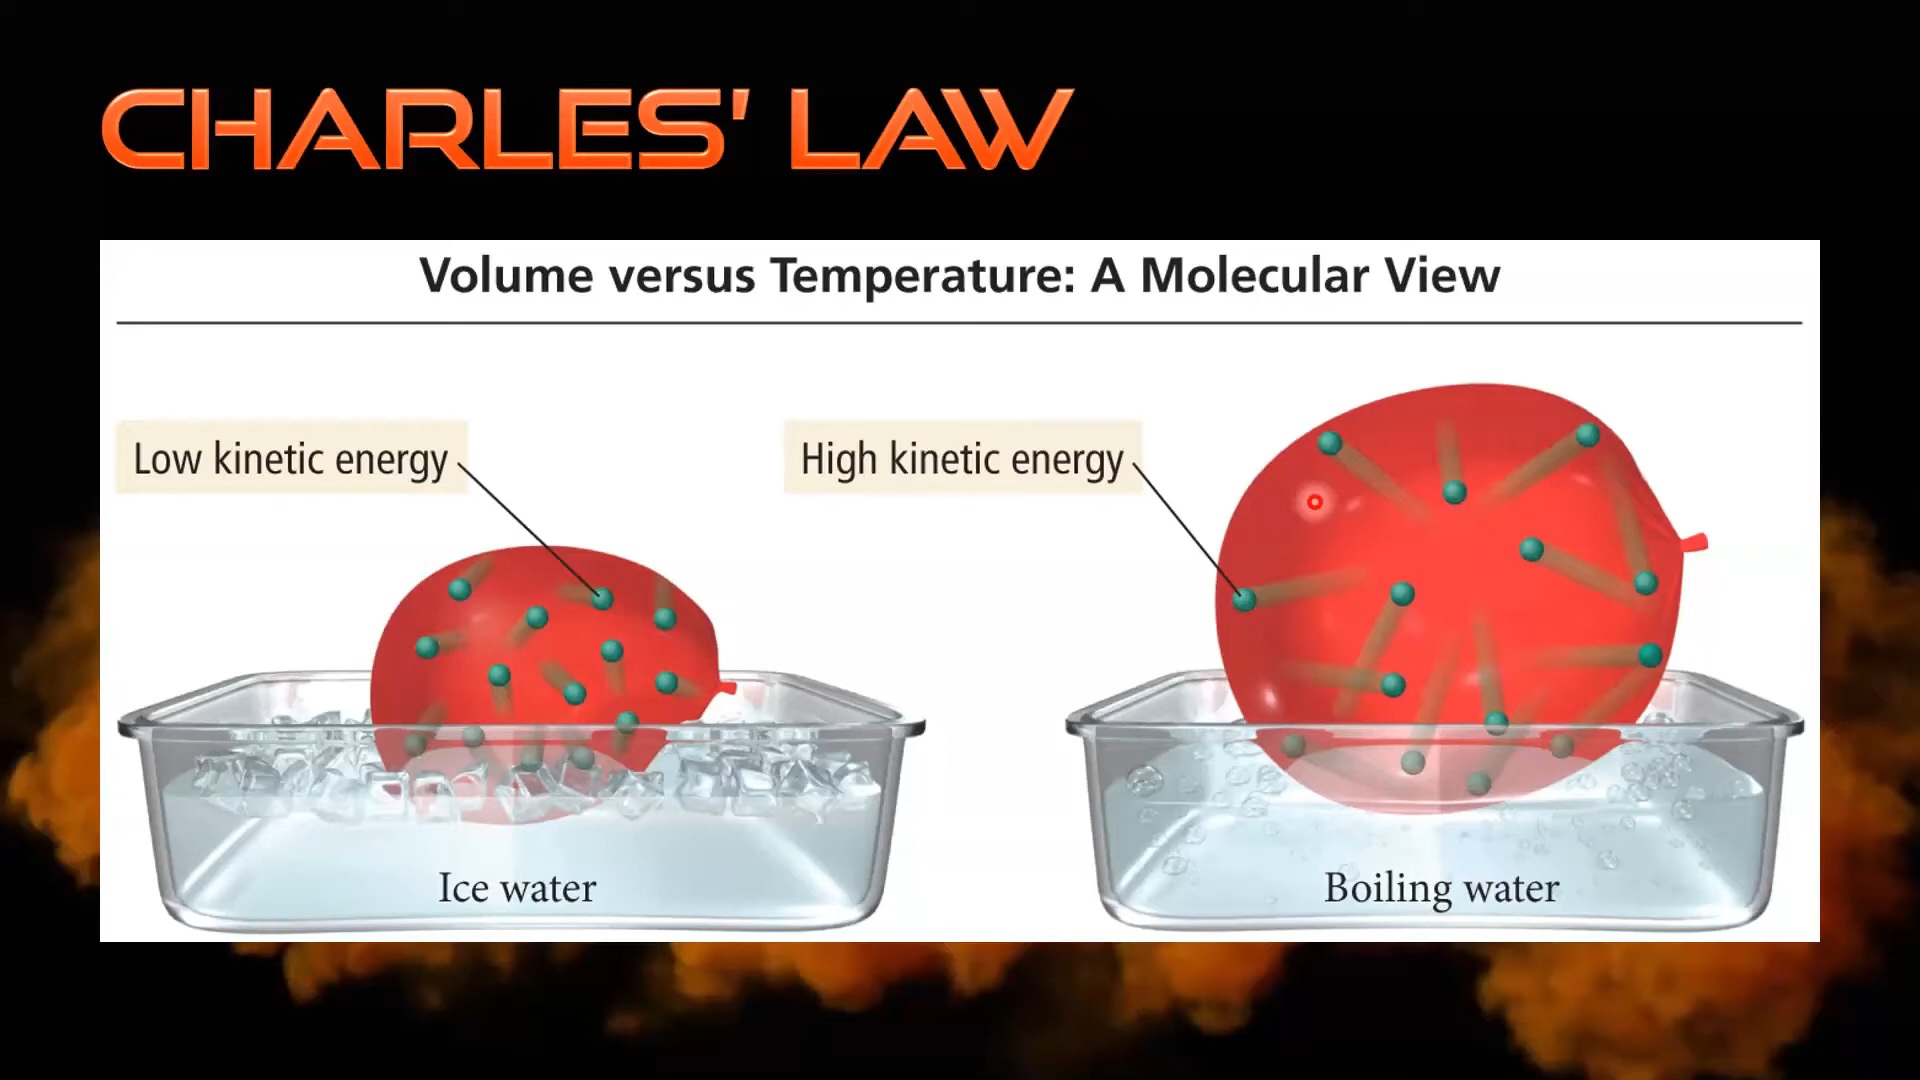 CHARLES' LAW
Volume versus Temperature: A Molecular View
Low kinetic energy
High kinetic energy
Ice water
Boiling water